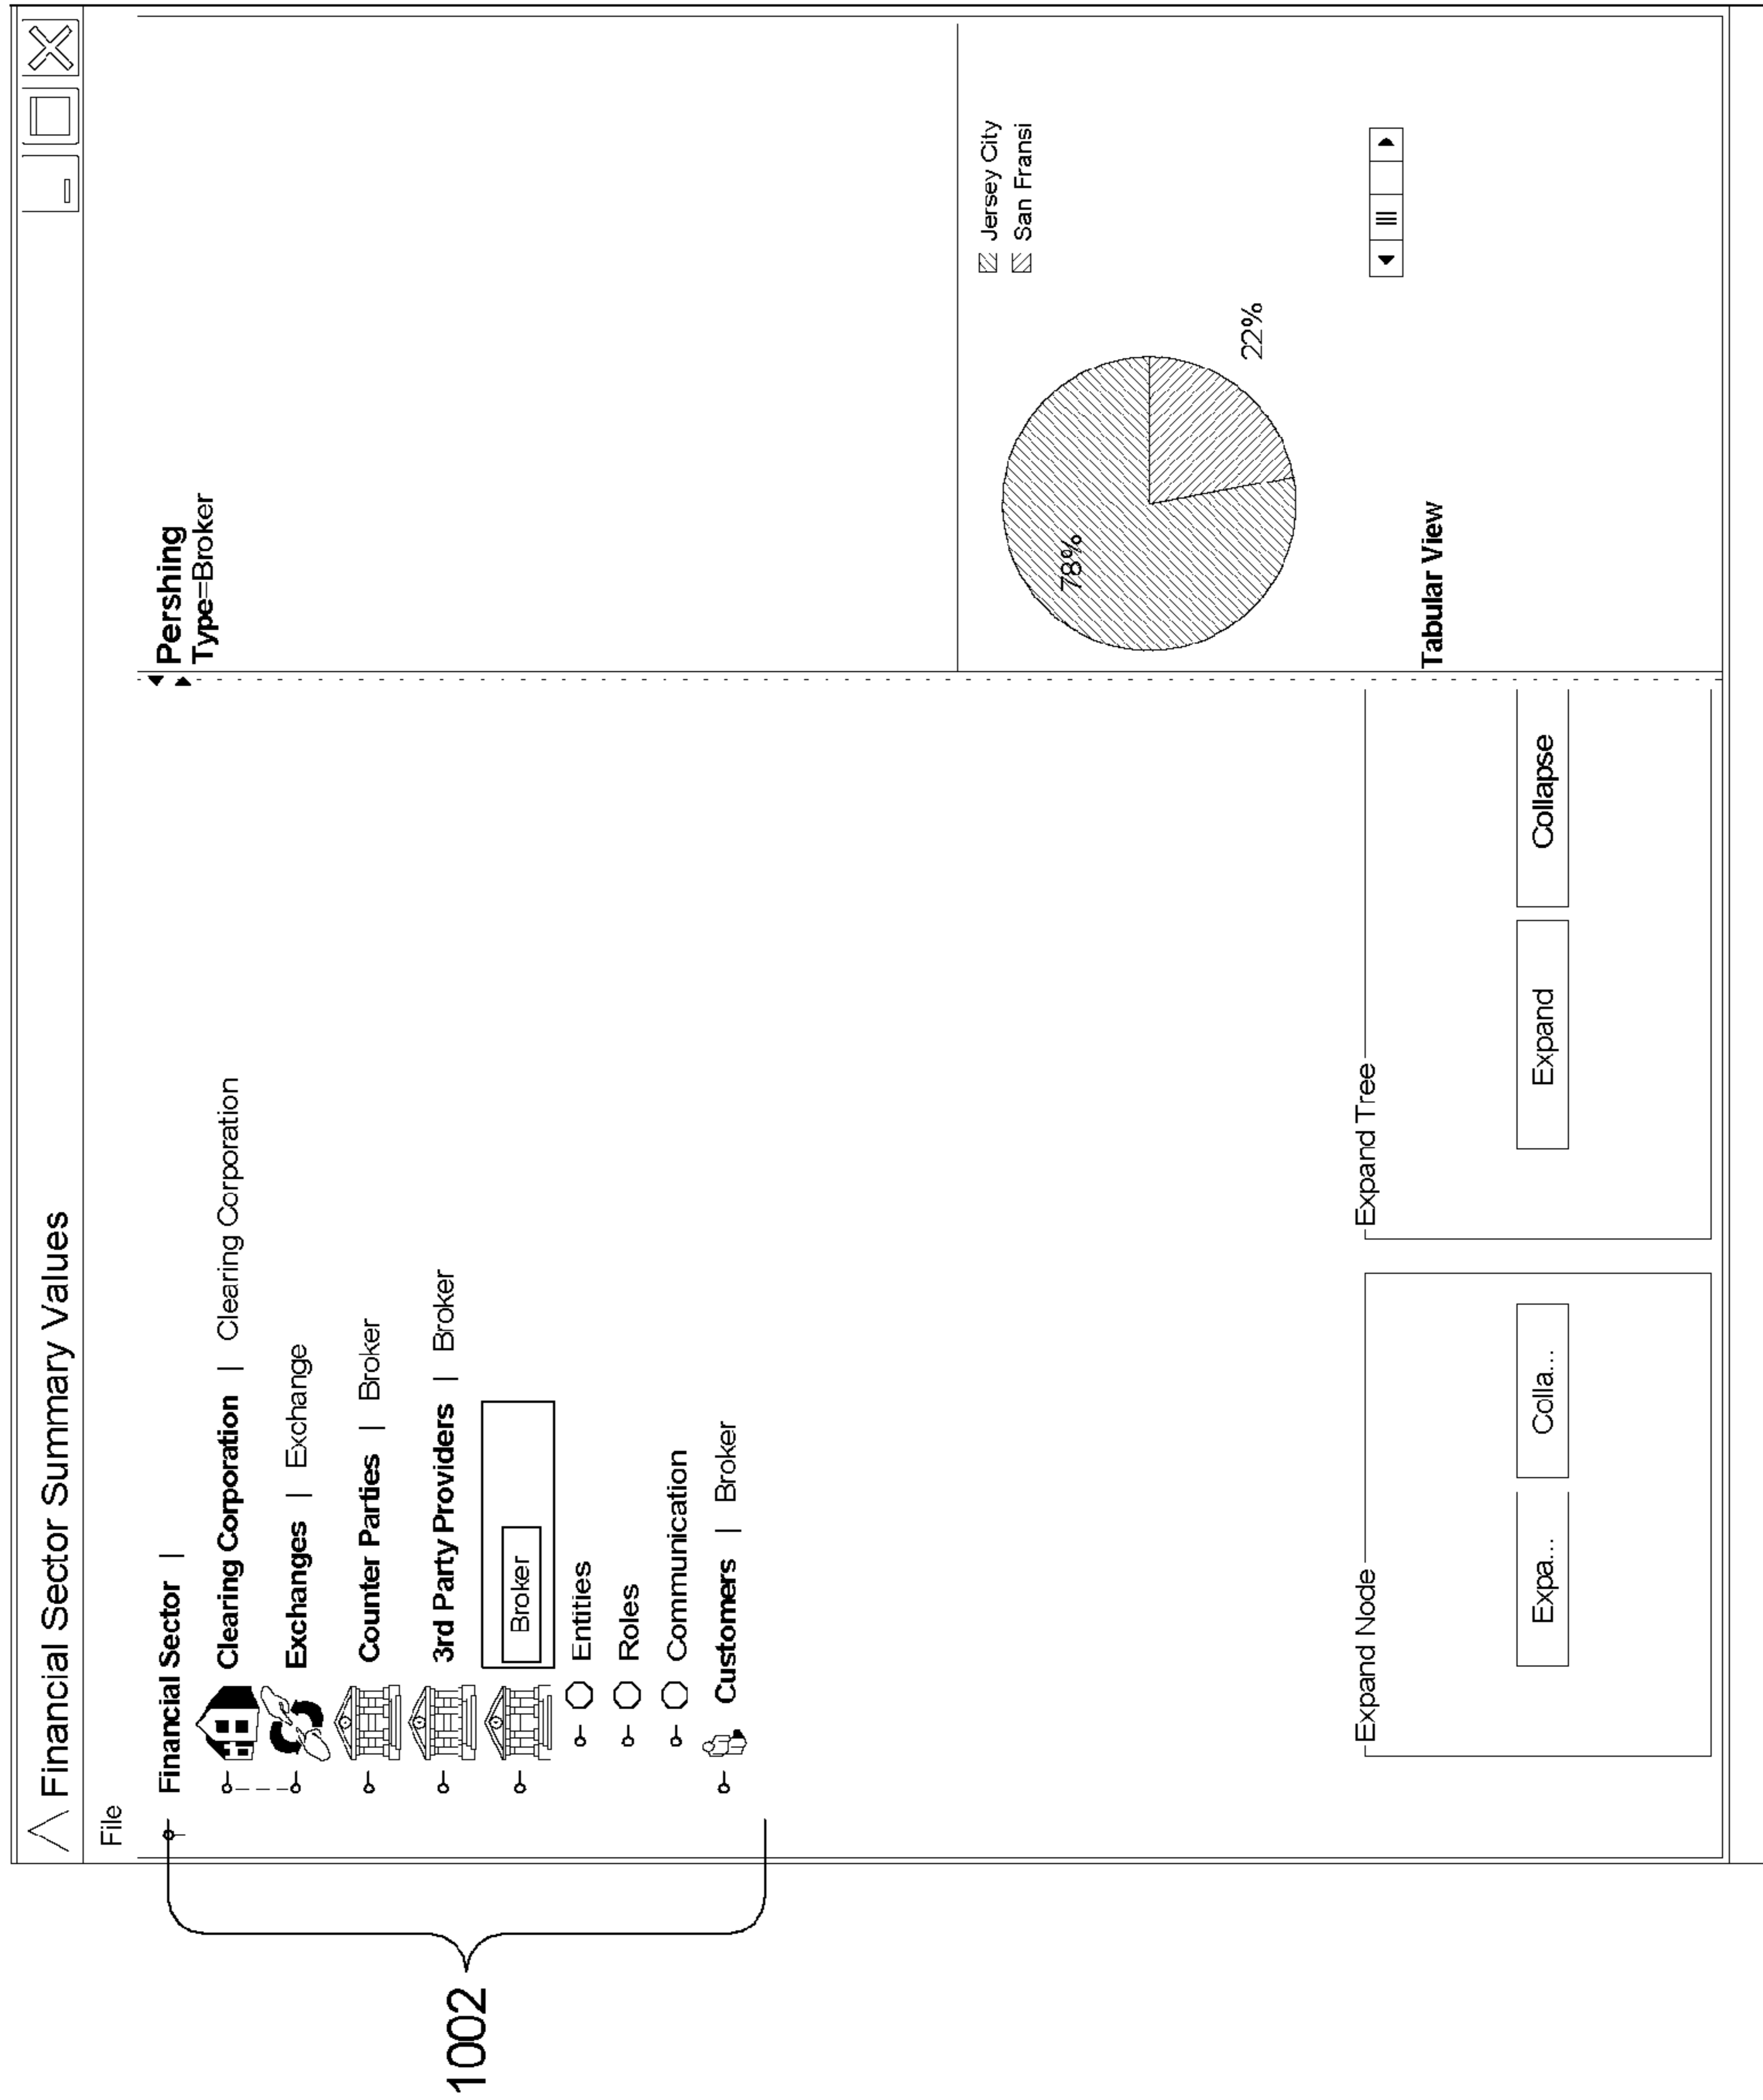 Financial Sector Summary Values
File
Financial Sector |
Clearing Corporation | Clearing Corporation
Exchanges | Exchange
Counter Parties | Broker
3rd Party Providers | Broker
Broker
Entities
Roles
Communication
Customers | Broker
1002
Expand Node
Expa...
Colla...
Expand Tree
Expand
Collapse
Pershing
Type=Broker
78%
22%
Jersey City
San Fransi
Tabular View